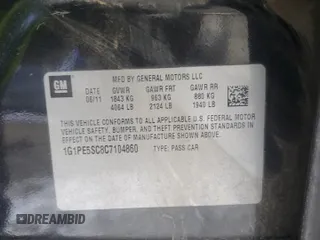 GM
MFD BY GENERAL MOTORS LLC
DATE GVWR GAWR FRT GAWR RR
08/11 1843 KG 963 KG 880 KG
4064 LB 2124 LB 1940 LB
THIS VEHICLE CONFORMS TO ALL APPLICABLE U.S. FEDERAL MOTOR
VEHICLE SAFETY, BUMPER, AND THEFT PREVENTION STANDARDS
IN EFFECT ON THE DATE OF MANUFACTURE SHOWN ABOVE.
1G1PE5SC8C7104860 TYPE: PASS CAR
DREAMBID